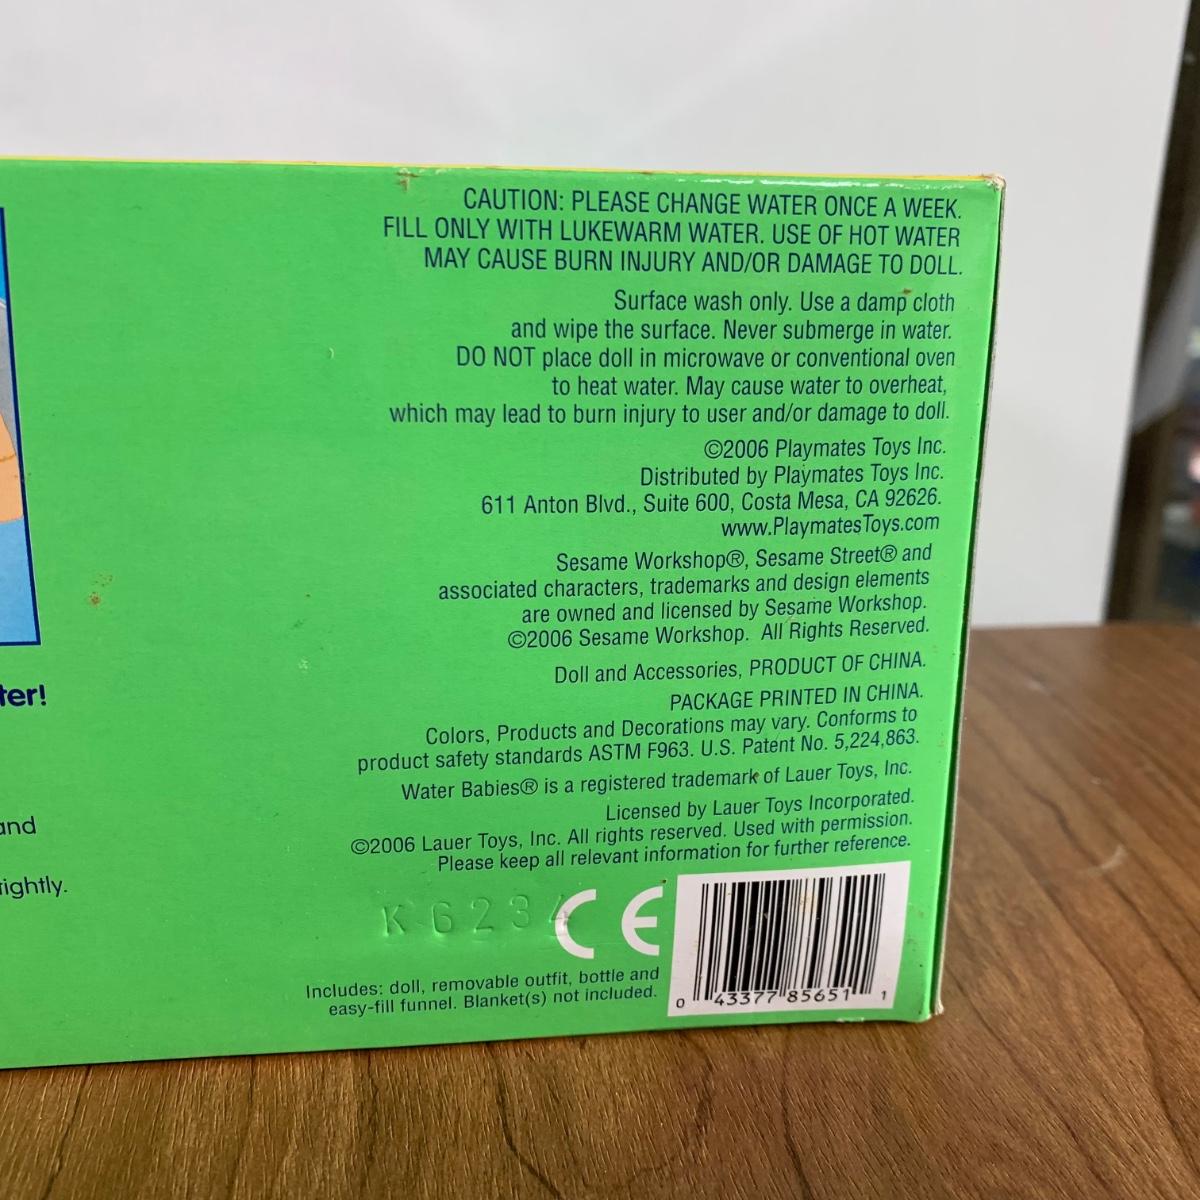 CAUTION: PLEASE CHANGE WATER ONCE A WEEK.
FILL ONLY WITH LUKEWARM WATER. USE OF HOT WATER
MAY CAUSE BURN INJURY AND/OR DAMAGE TO DOLL.
Surface wash only. Use a damp cloth
and wipe the surface. Never submerge in water.
DO NOT place doll in microwave or conventional oven
to heat water. May cause water to overheat,
which may lead to burn injury to user and/or damage to doll.
©2006 Playmates Toys Inc.
Distributed by Playmates Toys Inc.
611 Anton Blvd., Suite 600, Costa Mesa, CA 92626.
www.PlaymatesToys.com
Sesame Workshop®, Sesame Street® and
associated characters, trademarks and design elements
are owned and licensed by Sesame Workshop.
©2006 Sesame Workshop. All Rights Reserved.
Doll and Accessories, PRODUCT OF CHINA.
PACKAGE PRINTED IN CHINA.
Colors, Products and Decorations may vary. Conforms to
product safety standards ASTM F963. U.S. Patent No. 5,224,863.
Water Babies® is a registered trademark of Lauer Toys, Inc.
Licensed by Lauer Toys Incorporated.
©2006 Lauer Toys, Inc. All rights reserved. Used with permission.
Please keep all relevant information for further reference.
K6234
CE
Includes: doll, removable outfit, bottle and
easy-fill funnel. Blanket(s) not included.
0 43377 85651 1
ter!
and
tightly.